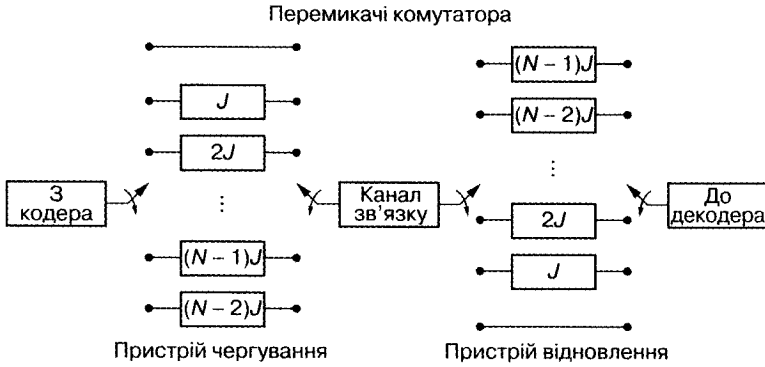 Перемикачі комутатора
J
2J
⋮
(N – 1)J
(N – 2)J
З
кодера
Канал
зв'язку
(N – 1)J
(N – 2)J
⋮
2J
J
До
декодера
Пристрій чергування
Пристрій відновлення